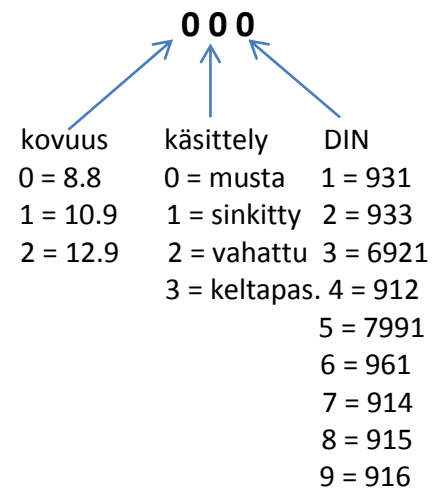 0 0 0
kovuus käsittely DIN
0 = 8.8 0 = musta 1 = 931
1 = 10.9 1 = sinkitty 2 = 933
2 = 12.9 2 = vahattu 3 = 6921
3 = keltapas. 4 = 912
5 = 7991
6 = 961
7 = 914
8 = 915
9 = 916